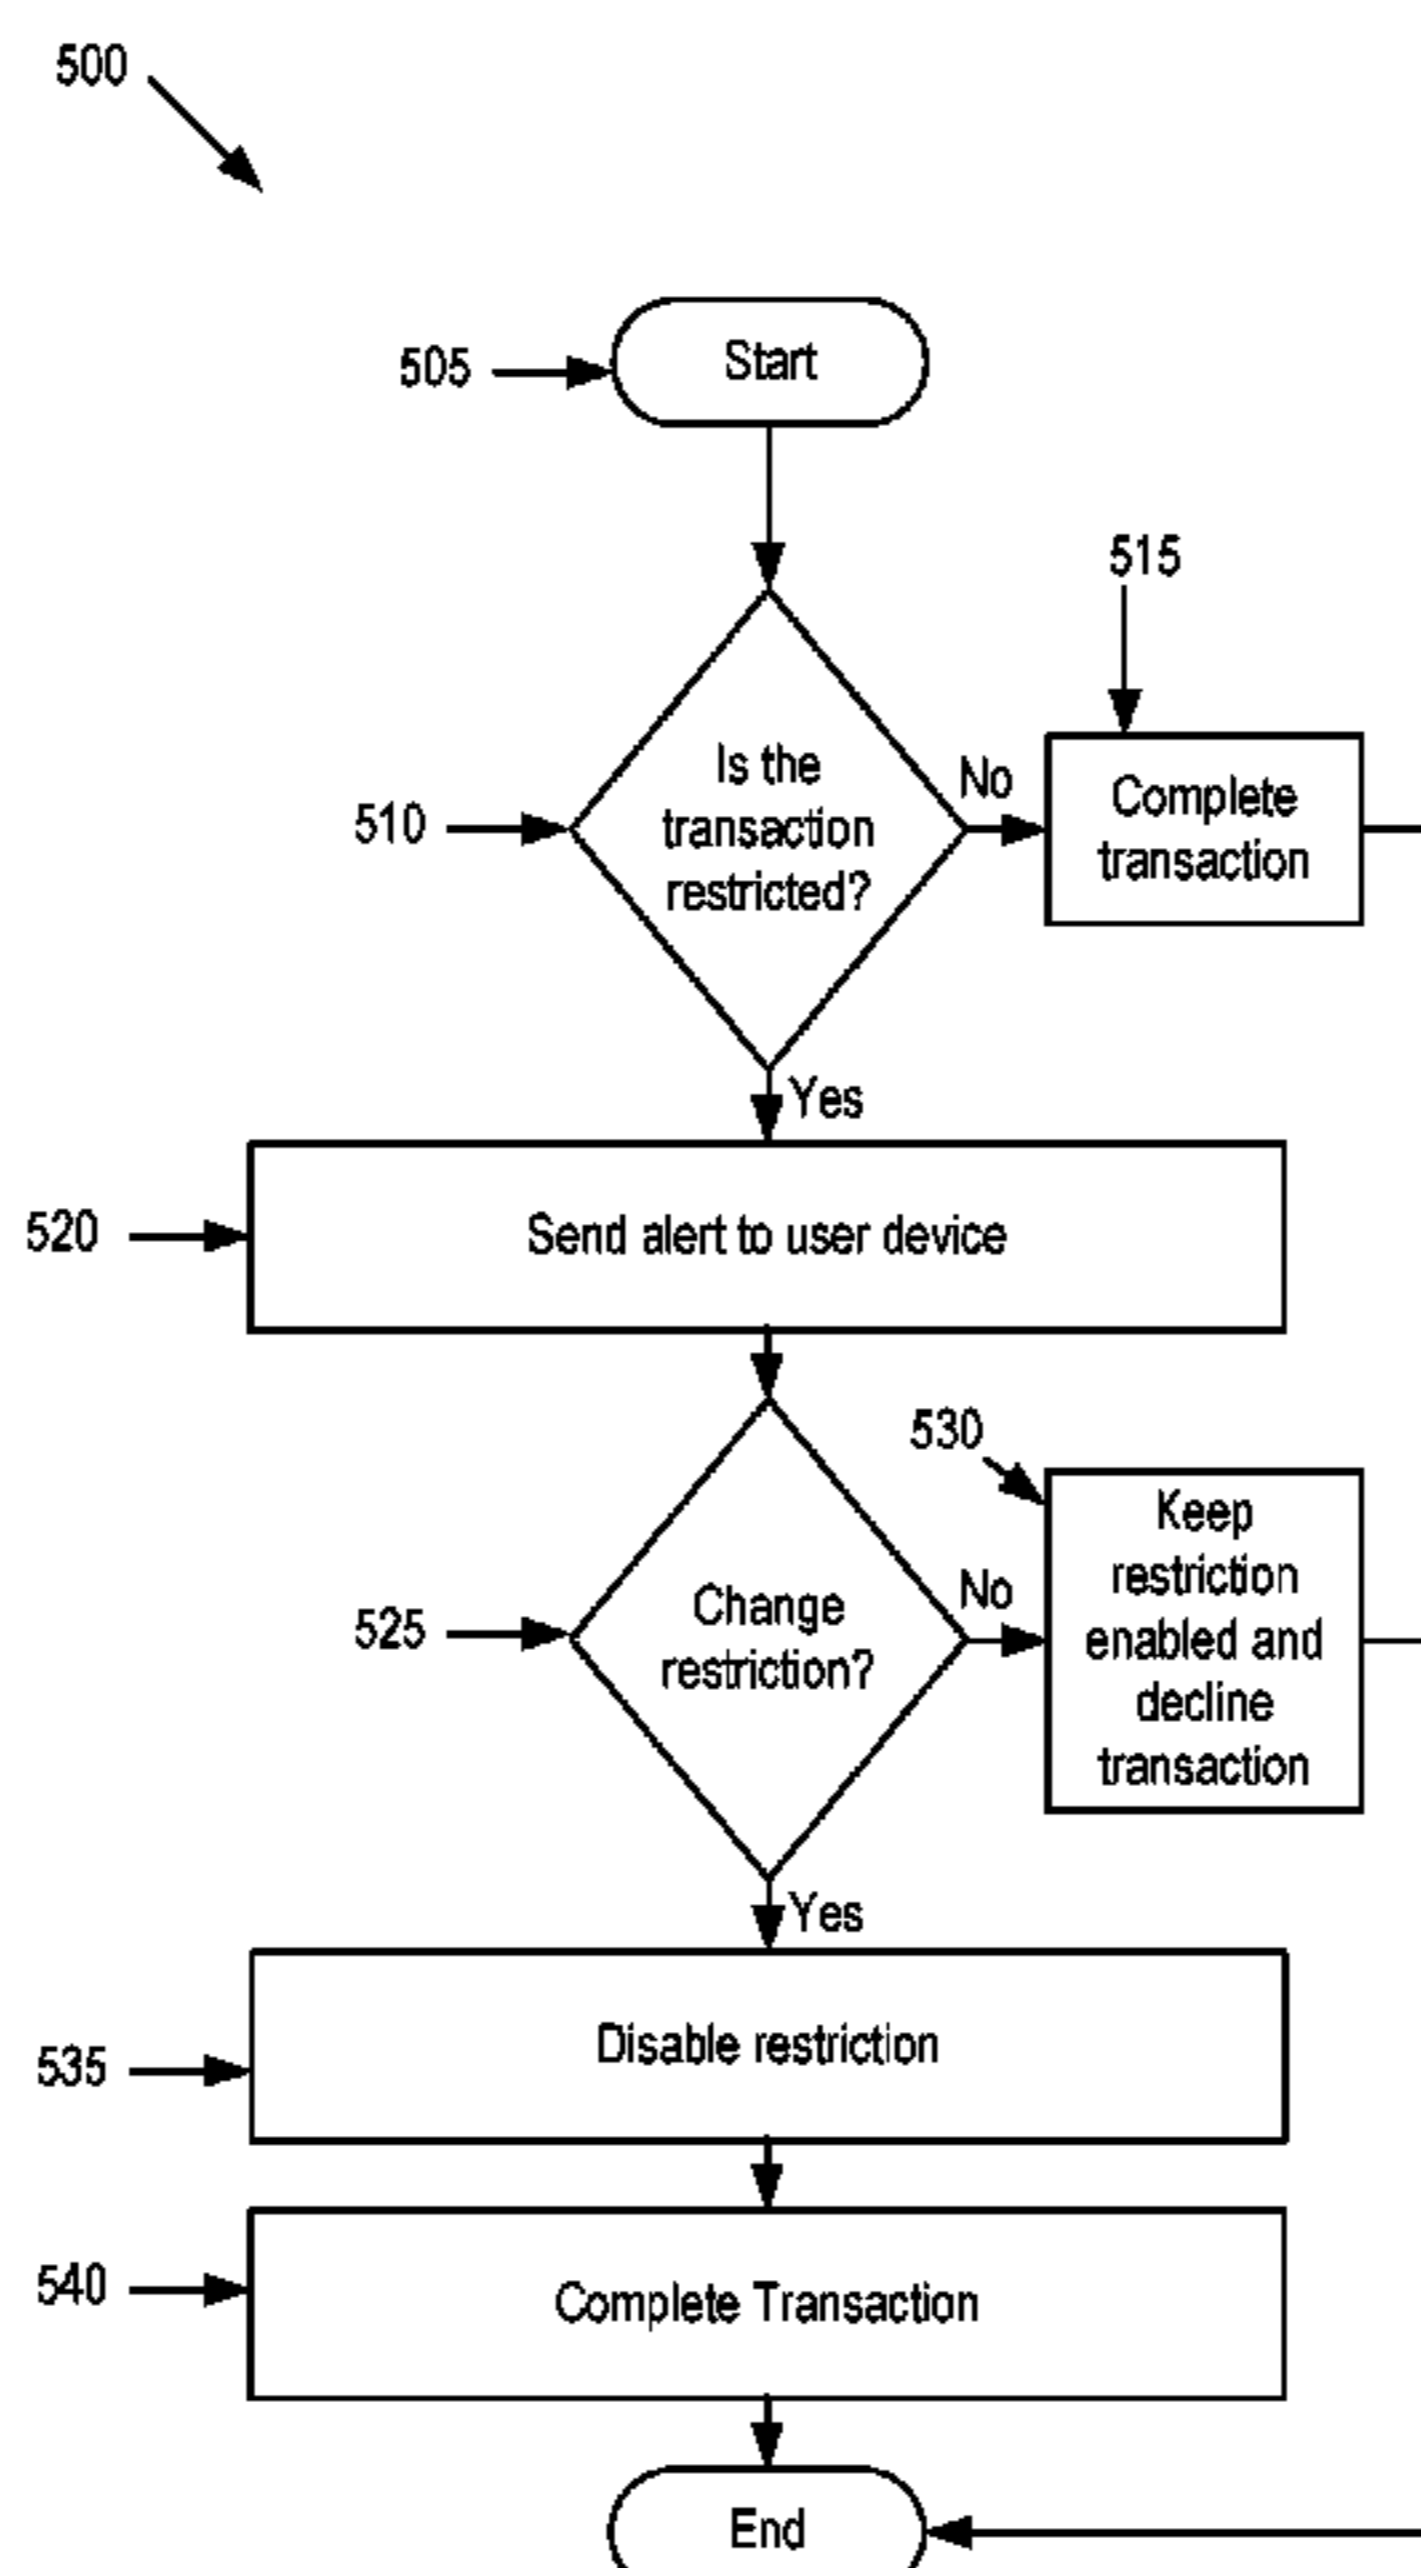 500
505
Start
515
Is the
transaction
restricted?
510
No
Complete
transaction
Yes
520
Send alert to user device
530
525
Change
restriction?
No
Keep
restriction
enabled and
decline
transaction
Yes
535
Disable restriction
540
Complete Transaction
End